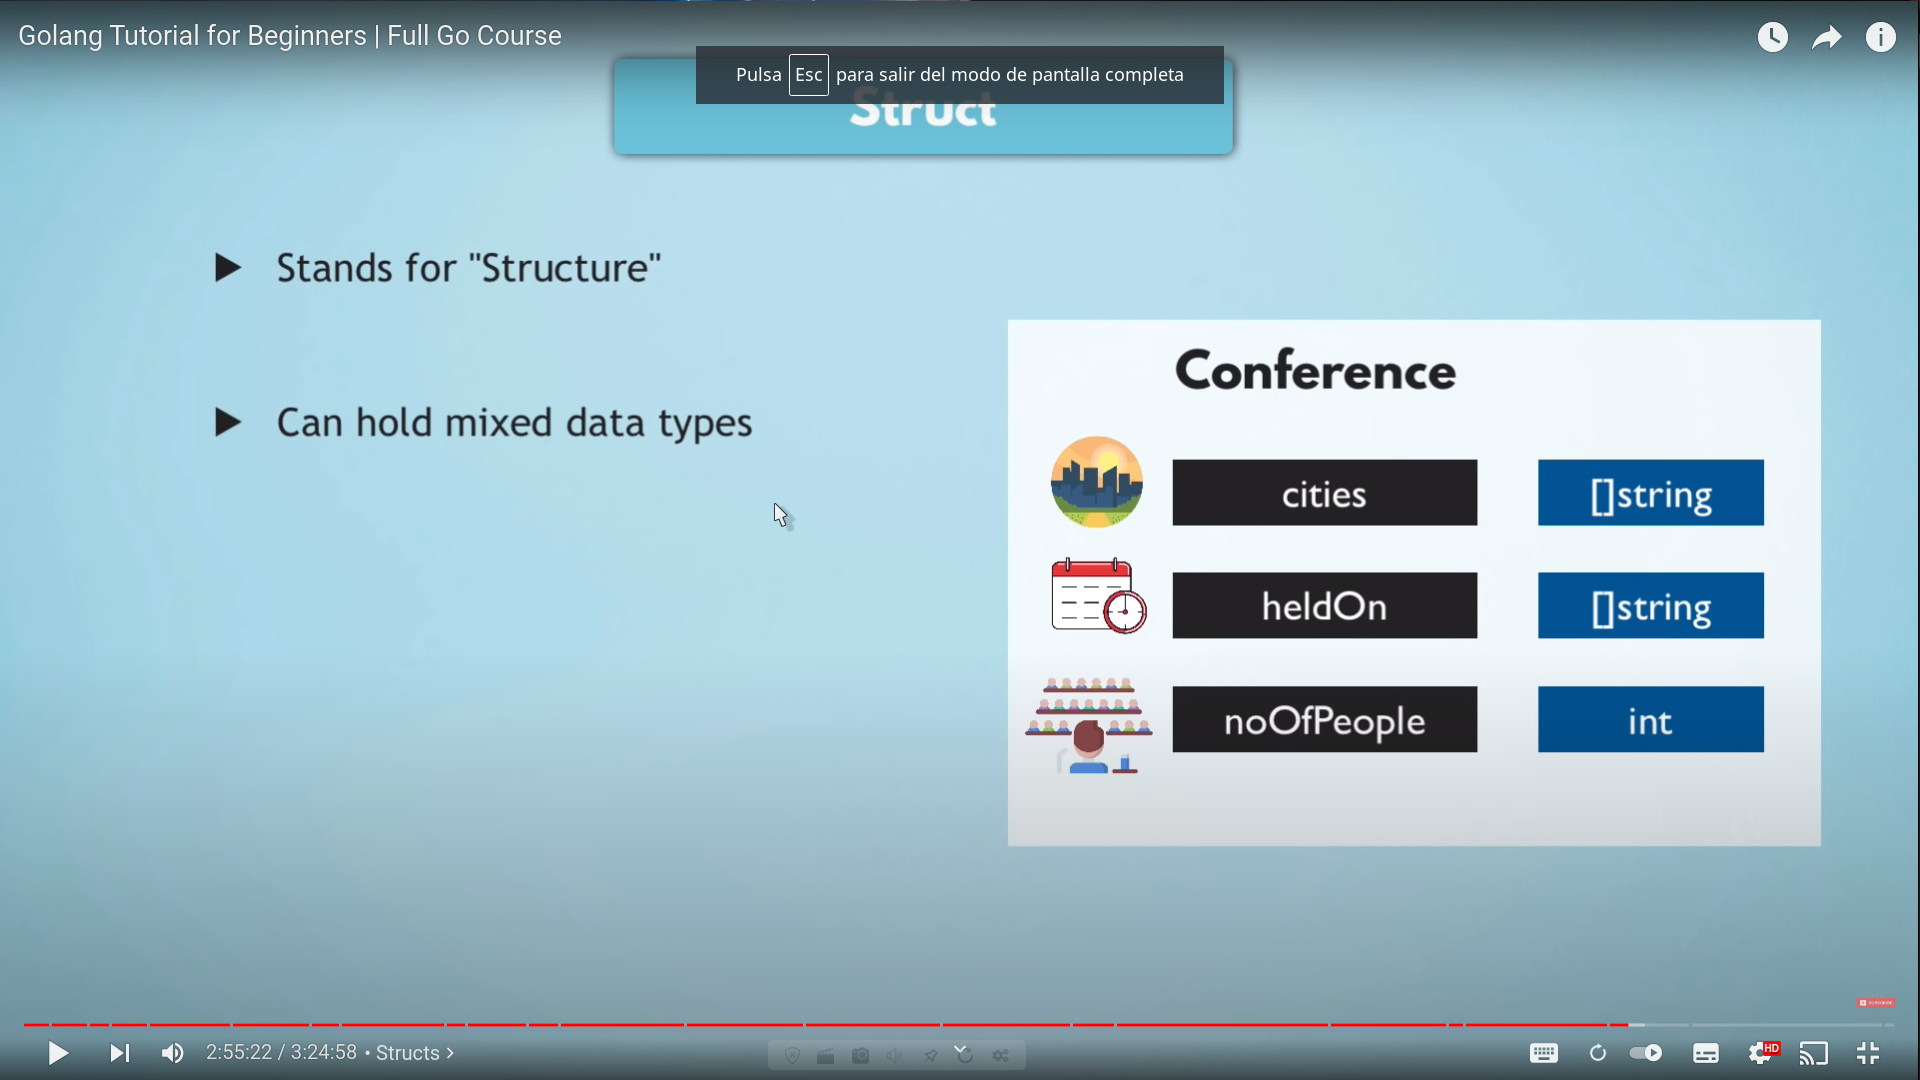 Golang Tutorial for Beginners | Full Go Course
Pulsa Esc para salir del modo de pantalla completa
Struct
Stands for "Structure"
Can hold mixed data types
Conference
cities []string
heldOn []string
noOfPeople int
SUBSCRIBE
2:55:22 / 3:24:58 • Structs >
HD